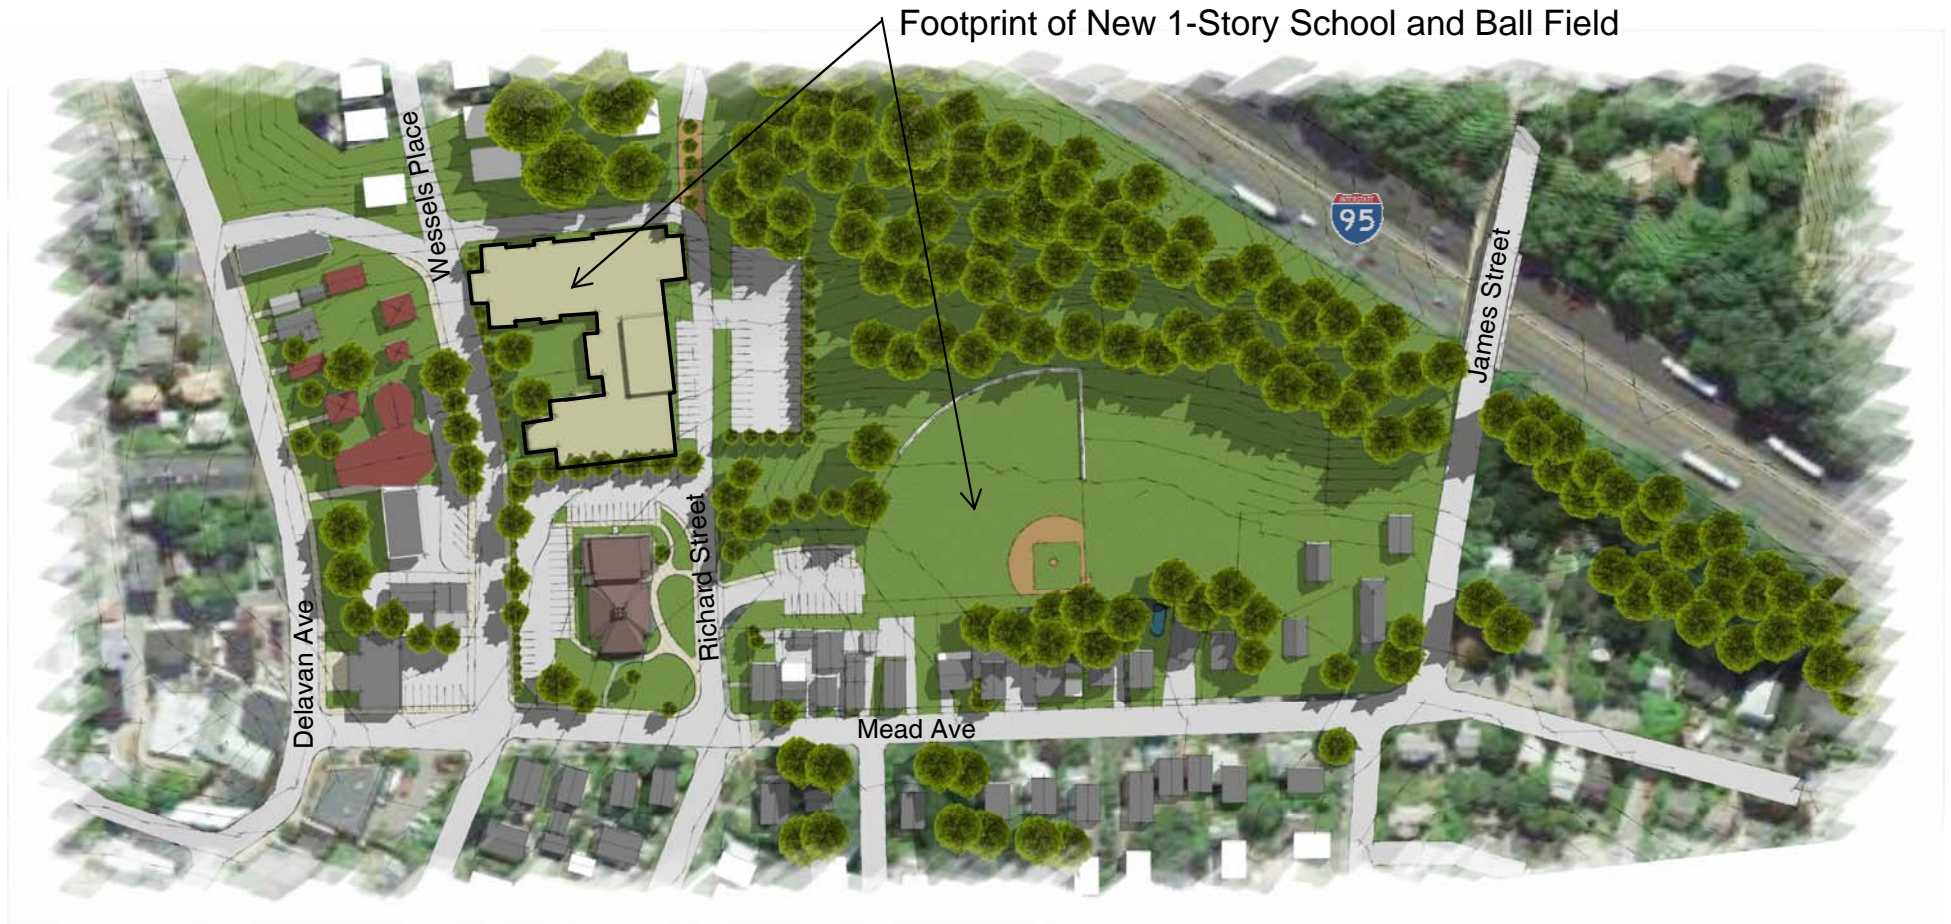 Footprint of New 1-Story School and Ball Field
Wessels Place
INTERSTATE
95
James Street
Richard Street
Delavan Ave
Mead Ave